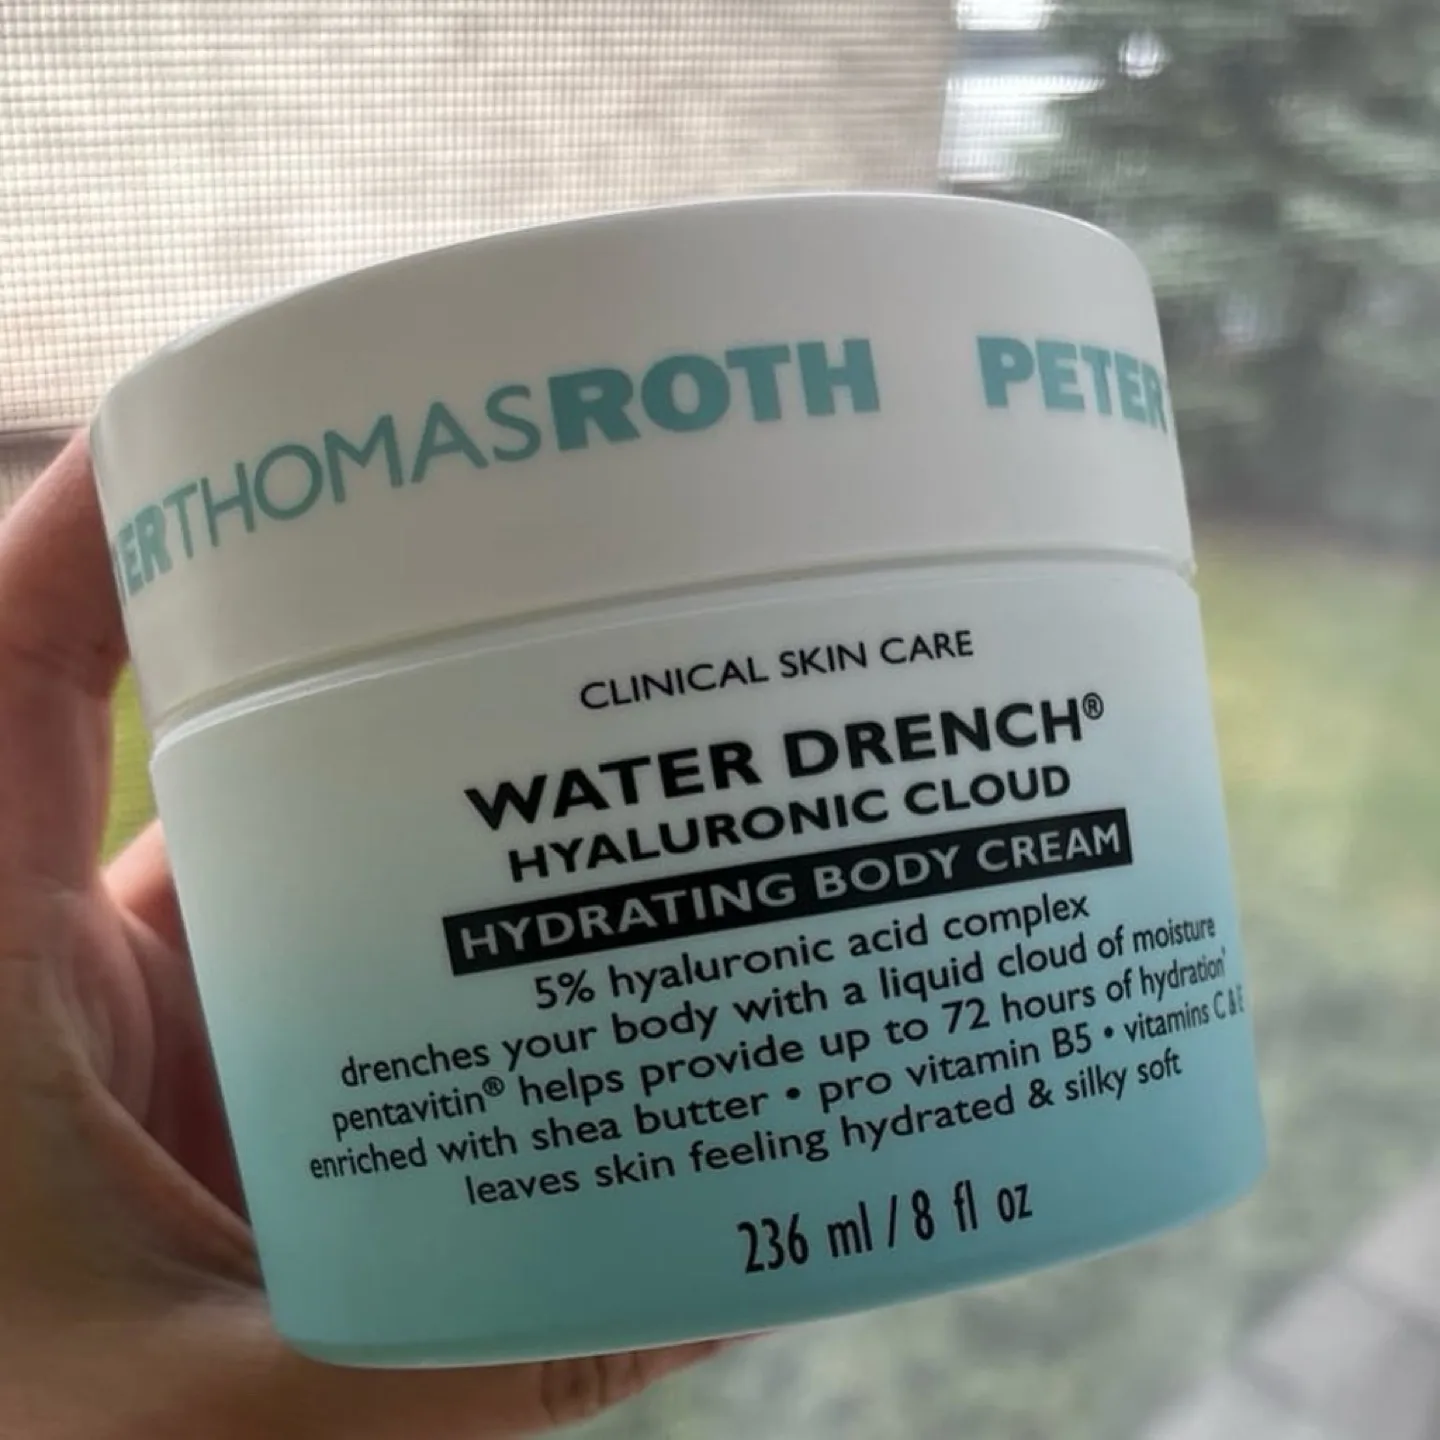 ERTHOMASROTH PETER
CLINICAL SKIN CARE
WATER DRENCH®
HYALURONIC CLOUD
HYDRATING BODY CREAM
5% hyaluronic acid complex
drenches your body with a liquid cloud of moisture
pentavitin® helps provide up to 72 hours of hydration*
enriched with shea butter • pro vitamin B5 • vitamins C & E
leaves skin feeling hydrated & silky soft
236 ml / 8 fl oz